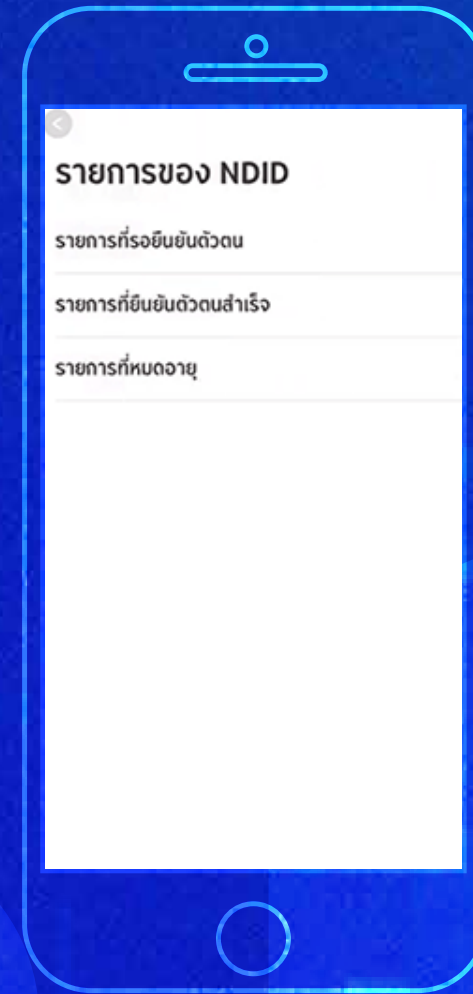 รายการของ NDID
รายการที่รอยืนยันตัวตน
รายการที่ยืนยันตัวตนสำเร็จ
รายการที่หมดอายุ